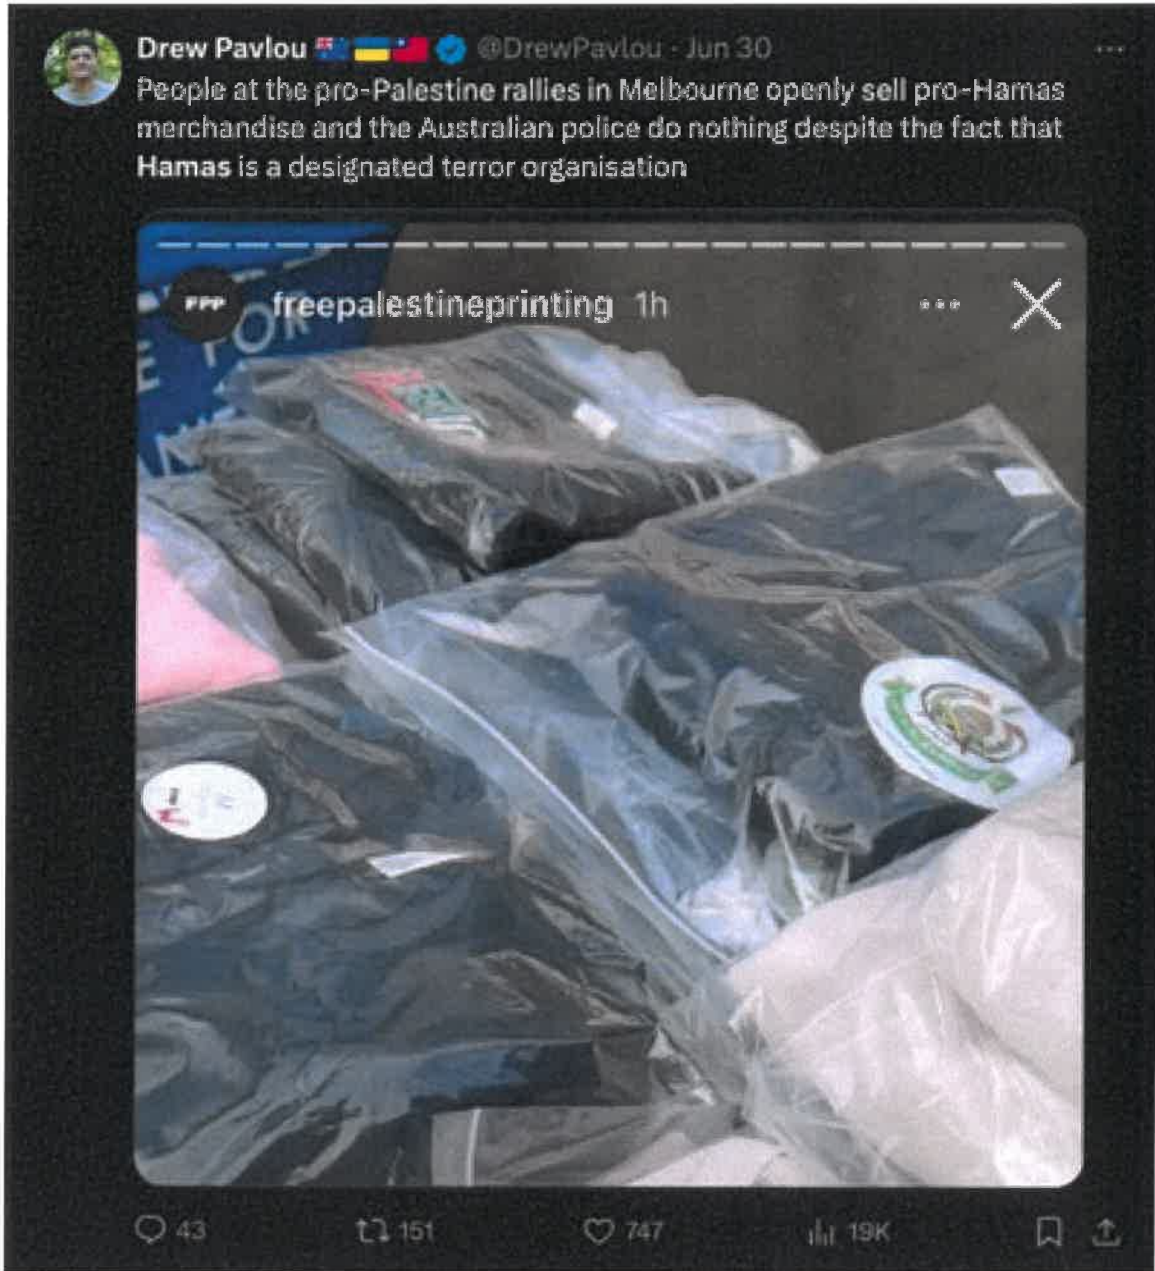 Drew Pavlou @DrewPavlou · Jun 30
People at the pro-Palestine rallies in Melbourne openly sell pro-Hamas
merchandise and the Australian police do nothing despite the fact that
Hamas is a designated terror organisation
FPP freepalestineprinting 1h
E FOR
43 151 747 19K